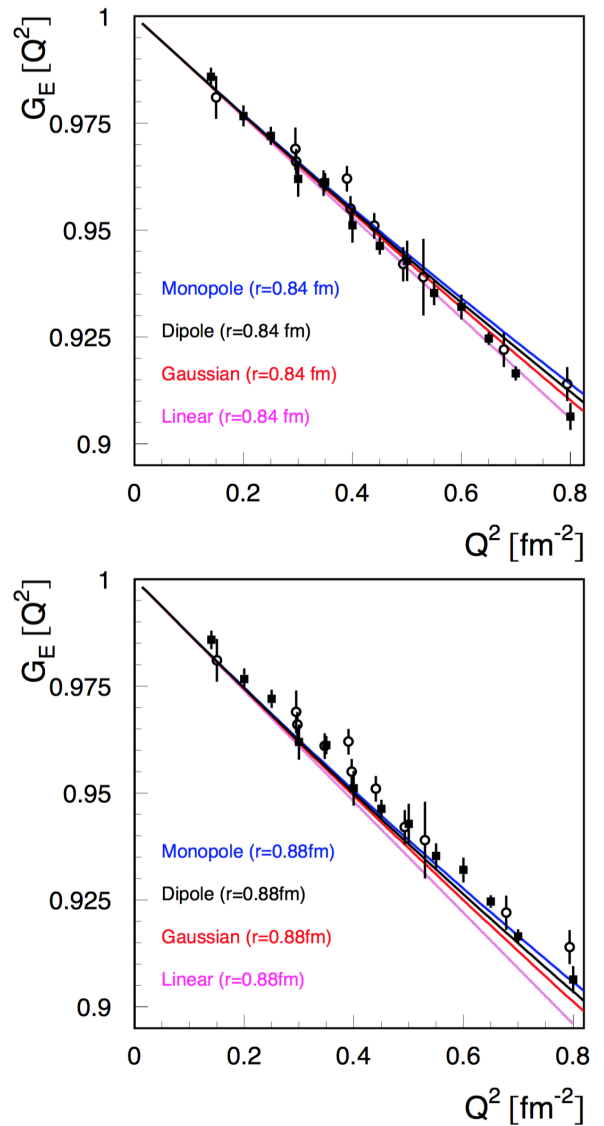 G_E [Q^2]
1
0.975
0.95
0.925
0.9
Monopole (r=0.84 fm)
Dipole (r=0.84 fm)
Gaussian (r=0.84 fm)
Linear (r=0.84 fm)
0 0.2 0.4 0.6 0.8
Q^2 [fm^-2]
G_E [Q^2]
1
0.975
0.95
0.925
0.9
Monopole (r=0.88fm)
Dipole (r=0.88fm)
Gaussian (r=0.88fm)
Linear (r=0.88fm)
0 0.2 0.4 0.6 0.8
Q^2 [fm^-2]